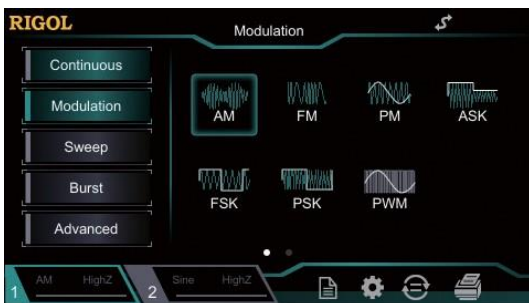 RIGOL
Modulation
Continuous
Modulation
Sweep
Burst
Advanced
AM
FM
PM
ASK
FSK
PSK
PWM
1
AM HighZ
2
Sine HighZ